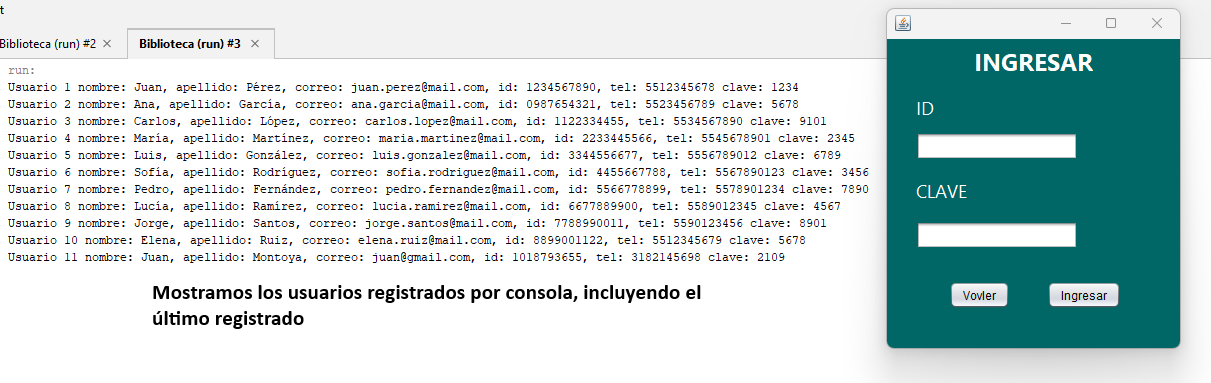 t
Biblioteca (run) #2 ×
Biblioteca (run) #3 ×
run:
Usuario 1 nombre: Juan, apellido: Pérez, correo: juan.perez@mail.com, id: 1234567890, tel: 5512345678 clave: 1234
Usuario 2 nombre: Ana, apellido: García, correo: ana.garcia@mail.com, id: 0987654321, tel: 5523456789 clave: 5678
Usuario 3 nombre: Carlos, apellido: López, correo: carlos.lopez@mail.com, id: 1122334455, tel: 5534567890 clave: 9101
Usuario 4 nombre: María, apellido: Martínez, correo: maria.martinez@mail.com, id: 2233445566, tel: 5545678901 clave: 2345
Usuario 5 nombre: Luis, apellido: González, correo: luis.gonzalez@mail.com, id: 3344556677, tel: 5556789012 clave: 6789
Usuario 6 nombre: Sofía, apellido: Rodríguez, correo: sofia.rodriguez@mail.com, id: 4455667788, tel: 5567890123 clave: 3456
Usuario 7 nombre: Pedro, apellido: Fernández, correo: pedro.fernandez@mail.com, id: 5566778899, tel: 5578901234 clave: 7890
Usuario 8 nombre: Lucía, apellido: Ramírez, correo: lucia.ramirez@mail.com, id: 6677889900, tel: 5589012345 clave: 4567
Usuario 9 nombre: Jorge, apellido: Santos, correo: jorge.santos@mail.com, id: 7788990011, tel: 5590123456 clave: 8901
Usuario 10 nombre: Elena, apellido: Ruiz, correo: elena.ruiz@mail.com, id: 8899001122, tel: 5512345679 clave: 5678
Usuario 11 nombre: Juan, apellido: Montoya, correo: juan@gmail.com, id: 1018793655, tel: 3182145698 clave: 2109
Mostramos los usuarios registrados por consola, incluyendo el
último registrado
INGRESAR
ID
CLAVE
Vovler
Ingresar